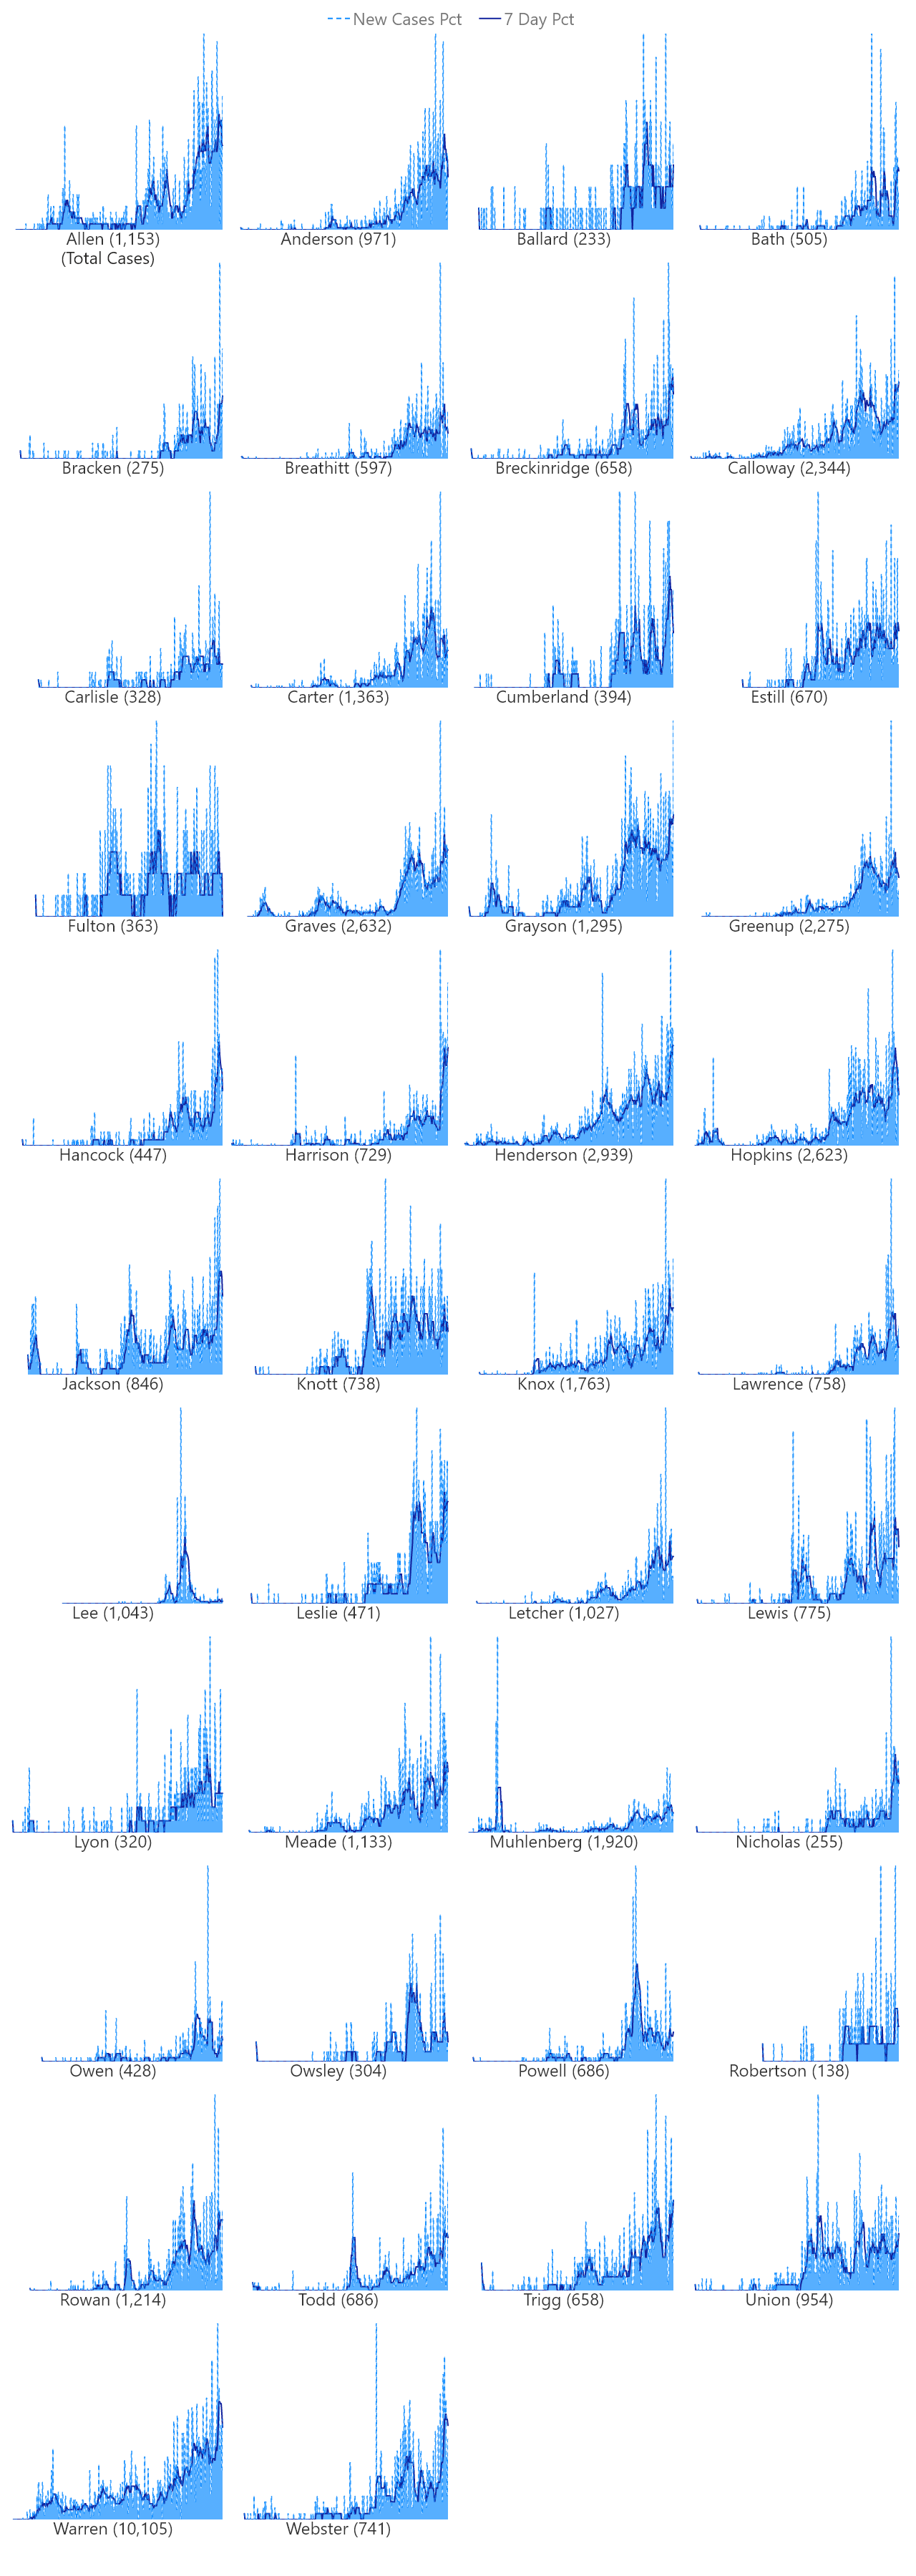 New Cases Pct 7 Day Pct
Allen (1,153) Anderson (971) Ballard (233) Bath (505)
(Total Cases)
Bracken (275) Breathitt (597) Breckinridge (658) Calloway (2,344)
Carlisle (328) Carter (1,363) Cumberland (394) Estill (670)
Fulton (363) Graves (2,632) Grayson (1,295) Greenup (2,275)
Hancock (447) Harrison (729) Henderson (2,939) Hopkins (2,623)
Jackson (846) Knott (738) Knox (1,763) Lawrence (758)
Lee (1,043) Leslie (471) Letcher (1,027) Lewis (775)
Lyon (320) Meade (1,133) Muhlenberg (1,920) Nicholas (255)
Owen (428) Owsley (304) Powell (686) Robertson (138)
Rowan (1,214) Todd (686) Trigg (658) Union (954)
Warren (10,105) Webster (741)